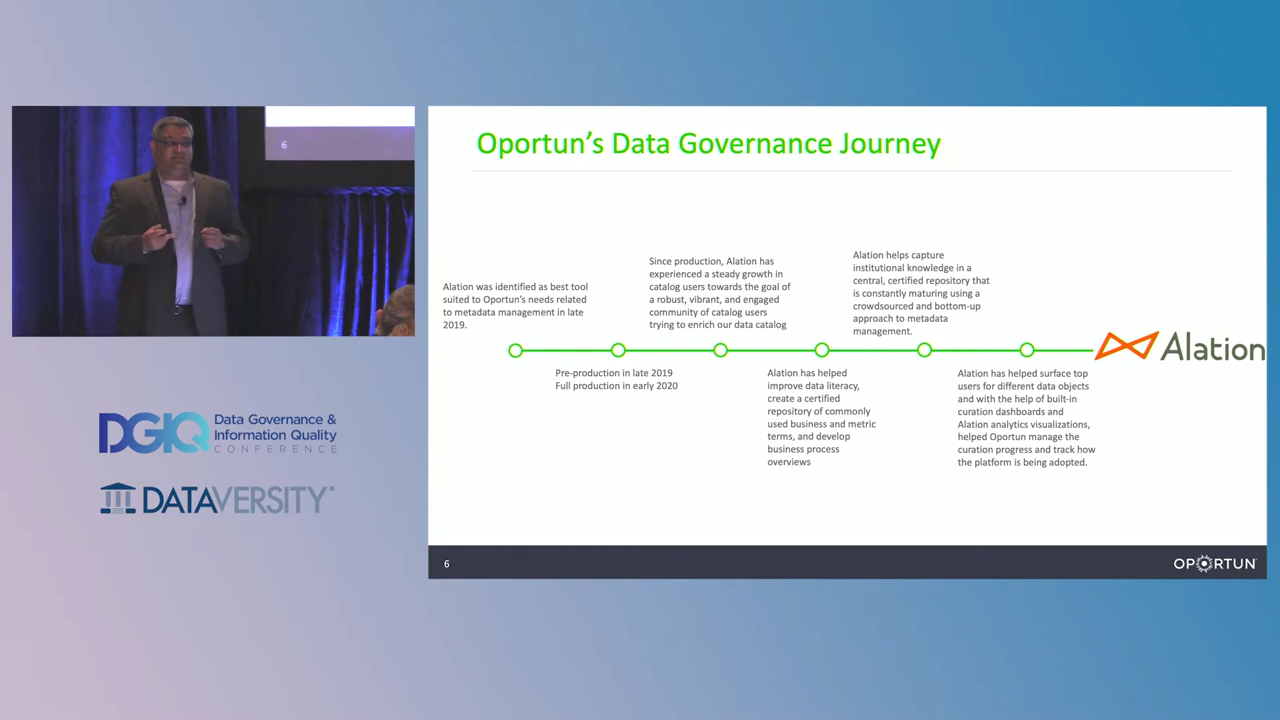 6
DGIQ
Data Governance &
Information Quality
CONFERENCE
DATAVERSITY
Oportun's Data Governance Journey
Alation was identified as best tool
suited to Oportun's needs related
to metadata management in late
2019.
Pre-production in late 2019
Full production in early 2020
Since production, Alation has
experienced a steady growth in
catalog users towards the goal of
a robust, vibrant, and engaged
community of catalog users
trying to enrich our data catalog
Alation has helped
improve data literacy,
create a certified
repository of commonly
used business and metric
terms, and develop
business process
overviews
Alation helps capture
institutional knowledge in a
central, certified repository that
is constantly maturing using a
crowdsourced and bottom-up
approach to metadata
management.
Alation has helped surface top
users for different data objects
and with the help of built-in
curation dashboards and
Alation analytics visualizations,
helped Oportun manage the
curation progress and track how
the platform is being adopted.
Alation
6
OPORTUN